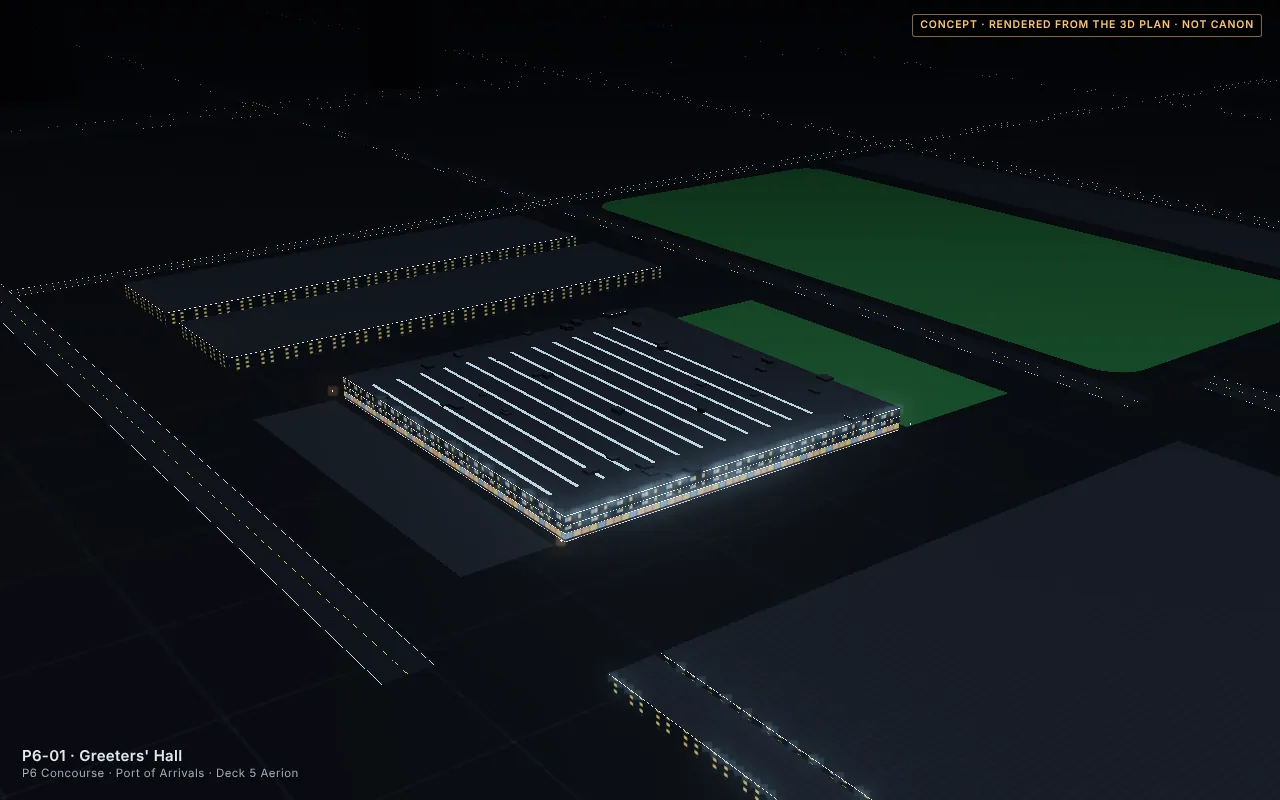 CONCEPT · RENDERED FROM THE 3D PLAN · NOT CANON
P6-01 · Greeters' Hall
P6 Concourse · Port of Arrivals · Deck 5 Aerion